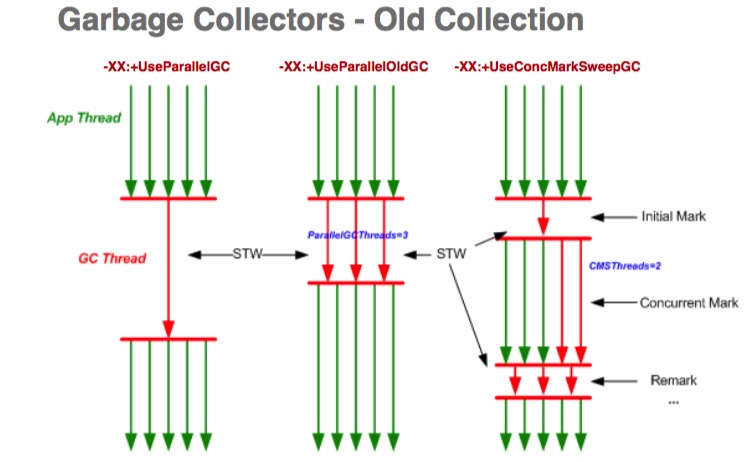 Garbage Collectors - Old Collection
-XX:+UseParallelGC
-XX:+UseParallelOldGC
-XX:+UseConcMarkSweepGC
App Thread
Initial Mark
ParallelGCThreads=3
GC Thread
STW
STW
CMSThreads=2
Concurrent Mark
Remark
...